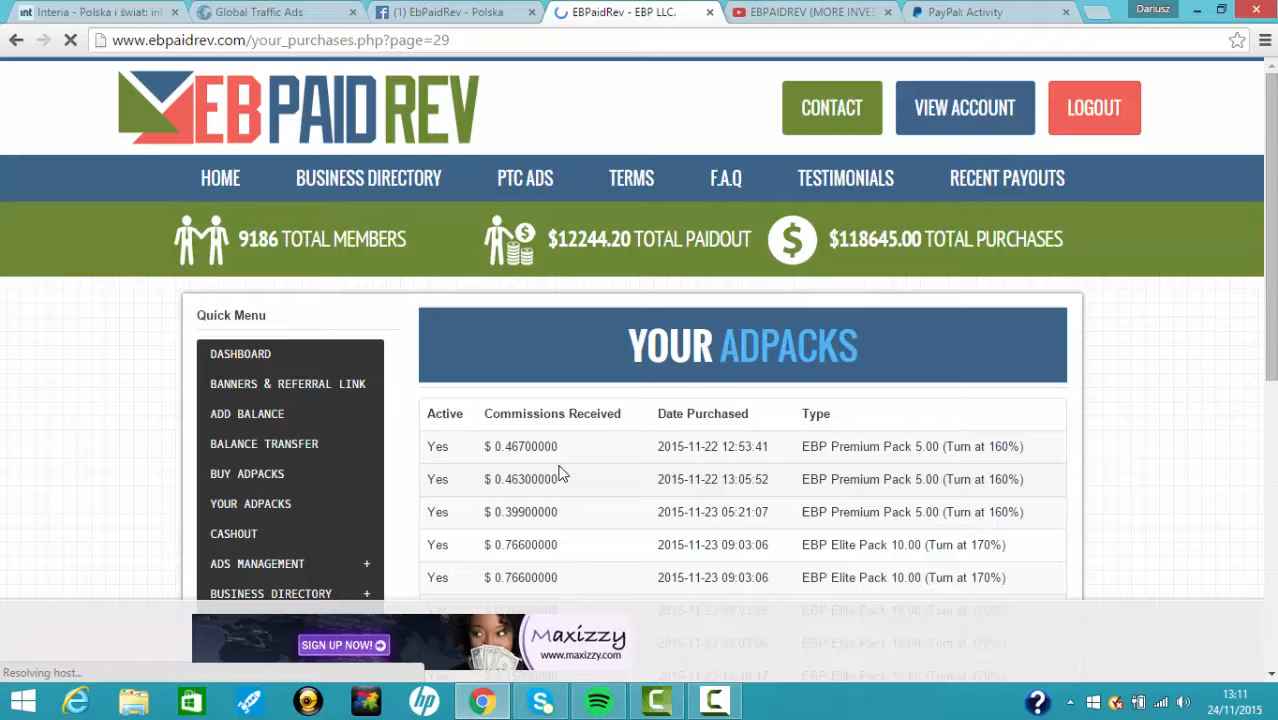 Interia - Polska i świat: inf
Global Traffic Ads
(1) EbPaidRev - Polska
EBPaidRev - EBP LLC.
EBPAIDREV (MORE INVES
PayPal: Activity
Dariusz
www.ebpaidrev.com/your_purchases.php?page=29
EBPAIDREV
CONTACT
VIEW ACCOUNT
LOGOUT
HOME
BUSINESS DIRECTORY
PTC ADS
TERMS
F.A.Q
TESTIMONIALS
RECENT PAYOUTS
9186 TOTAL MEMBERS
$12244.20 TOTAL PAIDOUT
$118645.00 TOTAL PURCHASES
Quick Menu
DASHBOARD
BANNERS & REFERRAL LINK
ADD BALANCE
BALANCE TRANSFER
BUY ADPACKS
YOUR ADPACKS
CASHOUT
ADS MANAGEMENT +
BUSINESS DIRECTORY +
YOUR ADPACKS
Active Commissions Received Date Purchased Type
Yes $ 0.46700000 2015-11-22 12:53:41 EBP Premium Pack 5.00 (Turn at 160%)
Yes $ 0.46300000 2015-11-22 13:05:52 EBP Premium Pack 5.00 (Turn at 160%)
Yes $ 0.39900000 2015-11-23 05:21:07 EBP Premium Pack 5.00 (Turn at 160%)
Yes $ 0.76600000 2015-11-23 09:03:06 EBP Elite Pack 10.00 (Turn at 170%)
Yes $ 0.76600000 2015-11-23 09:03:06 EBP Elite Pack 10.00 (Turn at 170%)
SIGN UP NOW!
Maxizzy
www.maxizzy.com
Resolving host...
13:11
24/11/2015